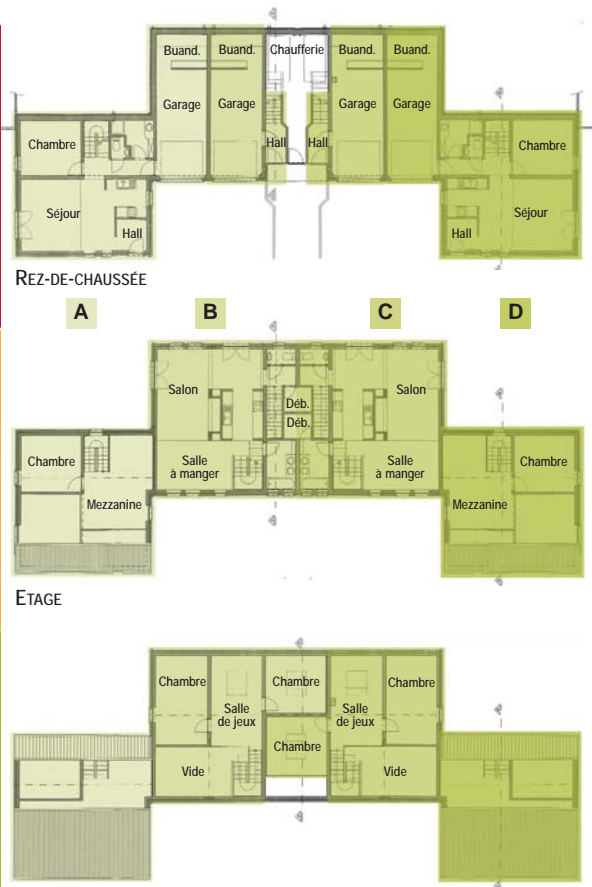 Buand. Buand. Chaufferie Buand. Buand.
Garage Garage Garage Garage
Chambre Hall Hall Chambre
Séjour Séjour
Hall Hall
REZ-DE-CHAUSSÉE
A B C D
Salon Salon
Déb.
Déb.
Chambre Salle
à manger Salle
à manger Chambre
Mezzanine Mezzanine
ETAGE
Chambre Chambre Chambre
Salle
de jeux Salle
de jeux
Chambre
Vide Vide